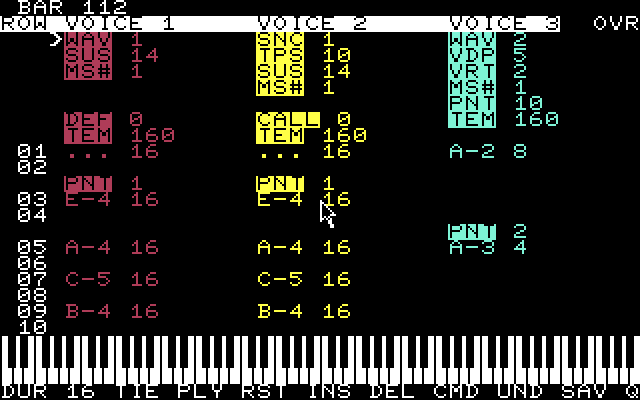 BAR 112
ROW VOICE 1 VOICE 2 VOICE 3 OVR
WAV 1 SNC 1 WAV 2
SUS 14 TPS 10 VDP 5
MS# 1 SUS 14 VRT 2
MS# 1 MS# 1
PNT 10
DEF 0 CALL 0 TEM 160
TEM 160 TEM 160
01 ... 16 ... 16 A-2 8
02
PNT 1 PNT 1
03 E-4 16 E-4 16
04
PNT 2
05 A-4 16 A-4 16 A-3 4
06
07 C-5 16 C-5 16
08
09 B-4 16 B-4 16
10
DUR 16 TIE PLY RST INS DEL CMD UND SAV Q